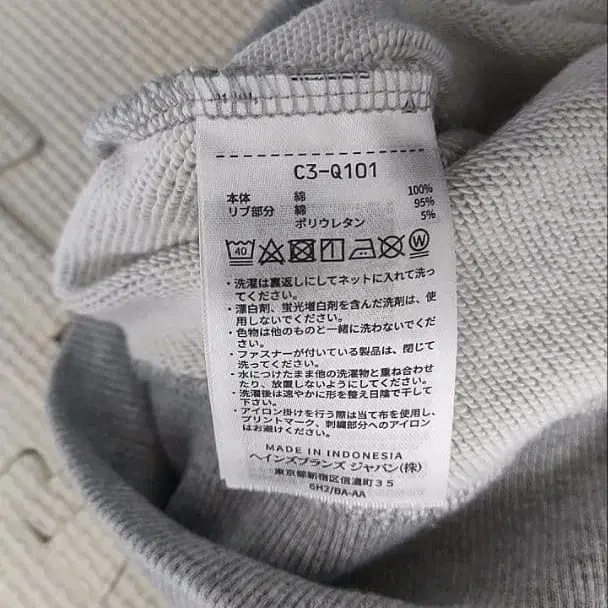 C3-Q101
本体 綿 100%
リブ部分 綿 95%
ポリウレタン 5%
40
W
・洗濯は裏返しにしてネットに入れて洗っ
てください。
・漂白剤、蛍光増白剤を含んだ洗剤は、使
用しないでください。
・色物は他のものと一緒に洗わないでくだ
さい。
・ファスナーが付いている製品は、閉じて
洗ってください。
・水につけたまま他の洗濯物と重ね合わせ
たり、放置しないようにしてください。
・洗濯後は速やかに形を整え日陰で干して
下さい。
・アイロン掛けを行う際は当て布を使用し、
プリントマーク、刺繍部分へのアイロン
はお避けください。
MADE IN INDONESIA
ヘインズブランズ ジャパン(株)
東京都新宿区信濃町35
6H2/BA-AA